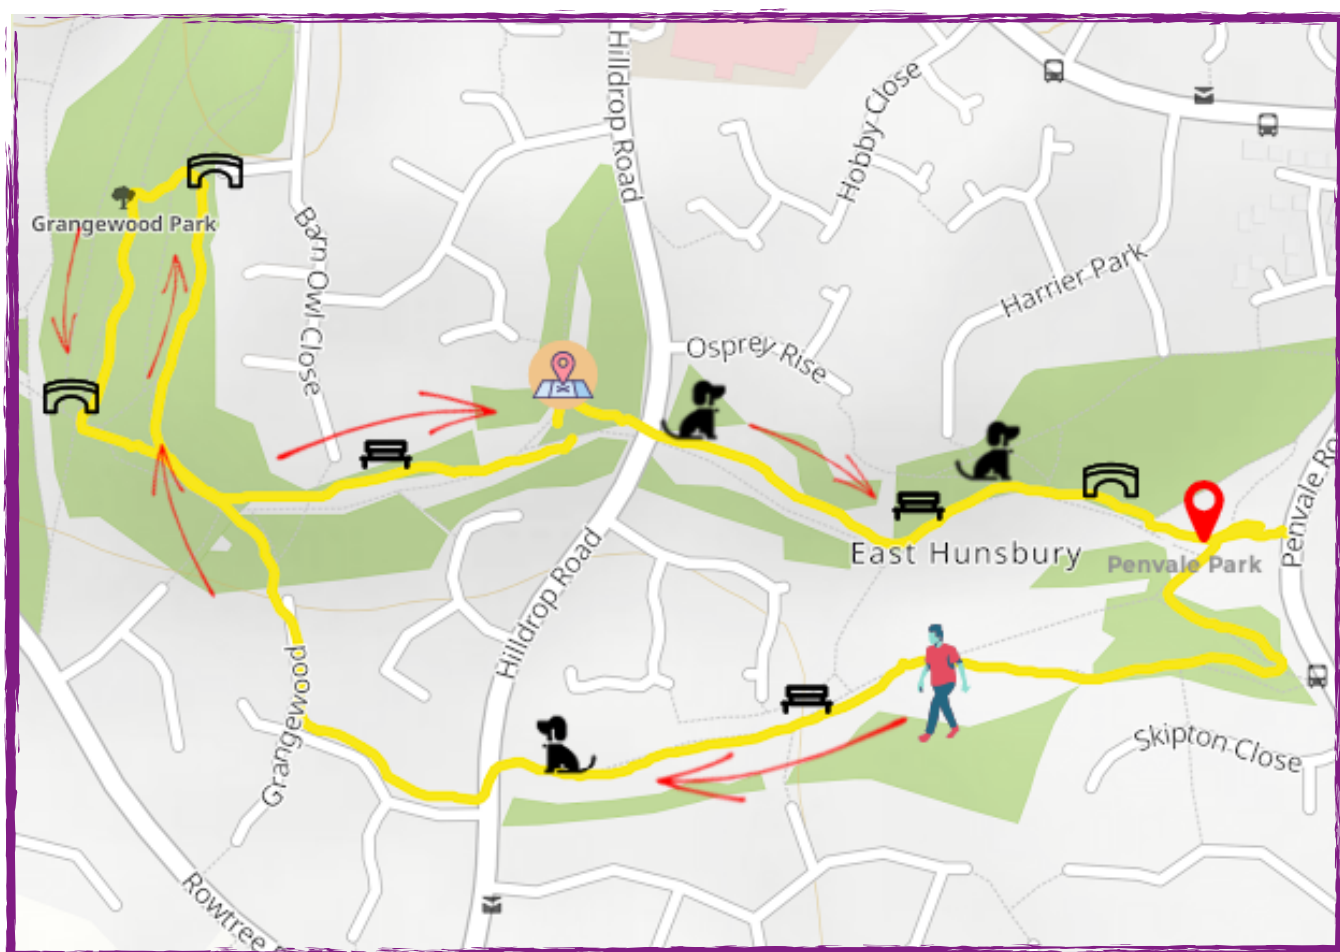 Hilldrop Road
Hobby Close
Grangewood Park
Barn Owl Close
Harrier Park
Osprey Rise
Penvale Ro
East Hunsbury
Penvale Park
Hilldrop Road
Grangewood
Skipton Close
Rowtree